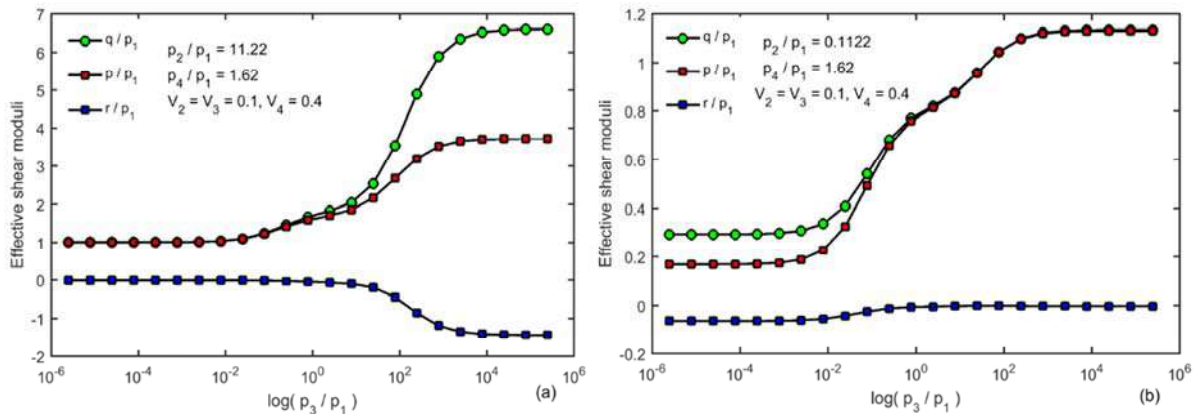 Effective shear moduli
7
6
5
4
3
2
1
0
-1
-2
q / p1
p / p1
r / p1
p2 / p1 = 11.22
p4 / p1 = 1.62
V2 = V3 = 0.1, V4 = 0.4
10^-6 10^-4 10^-2 10^0 10^2 10^4 10^6
log( p3 / p1 )
(a)
Effective shear moduli
1.2
1
0.8
0.6
0.4
0.2
0
-0.2
q / p1
p / p1
r / p1
p2 / p1 = 0.1122
p4 / p1 = 1.62
V2 = V3 = 0.1, V4 = 0.4
10^-6 10^-4 10^-2 10^0 10^2 10^4 10^6
log( p3 / p1 )
(b)